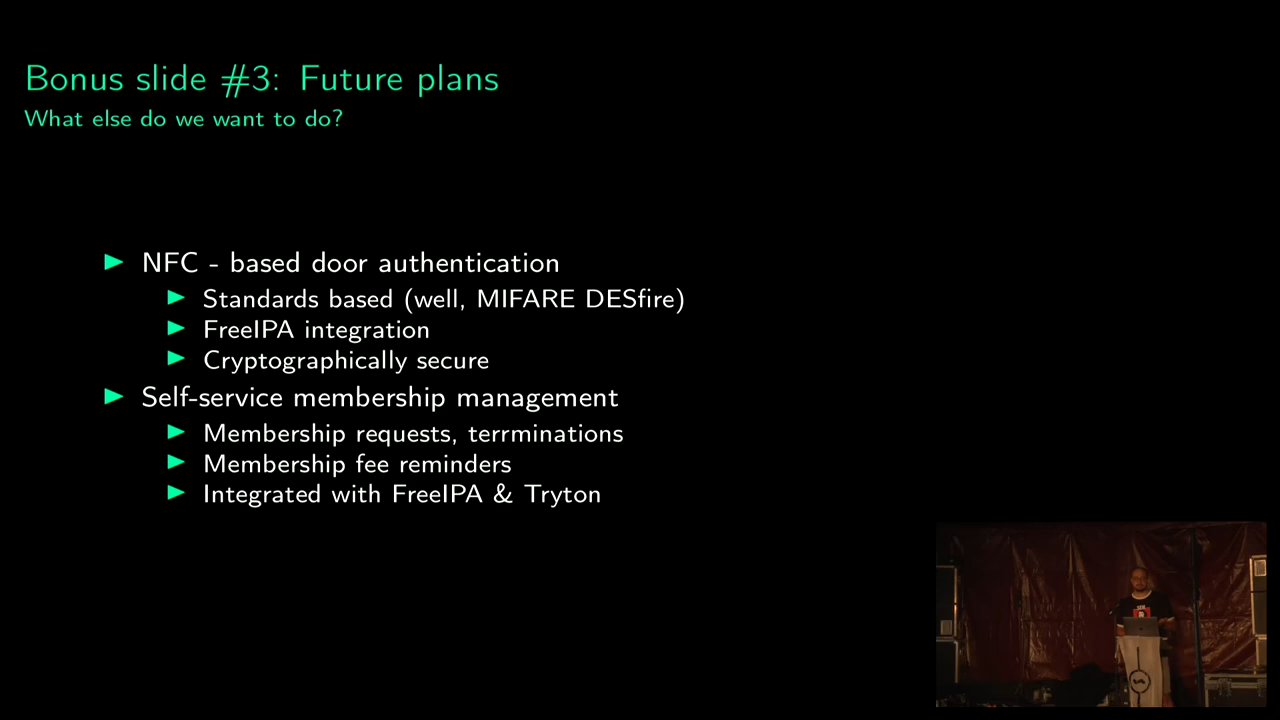 Bonus slide #3: Future plans
What else do we want to do?
NFC - based door authentication
Standards based (well, MIFARE DESfire)
FreeIPA integration
Cryptographically secure
Self-service membership management
Membership requests, terrminations
Membership fee reminders
Integrated with FreeIPA & Tryton